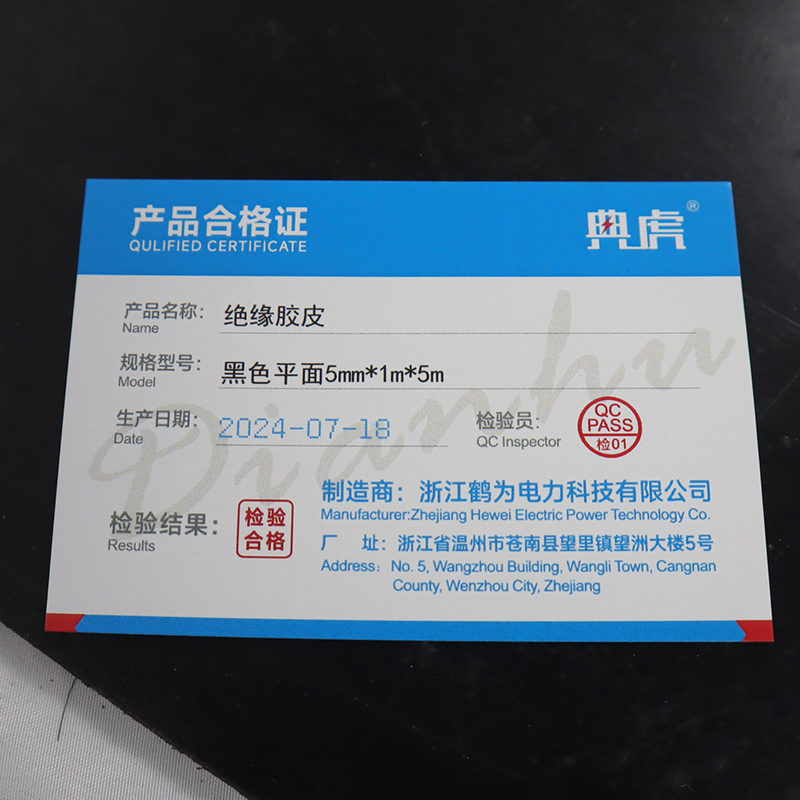 产品合格证
QULIFIED CERTIFICATE
典虎®
产品名称： 绝缘胶皮
Name
规格型号： 黑色平面5mm*1m*5m
Model
生产日期： 2024-07-18
Date
检验员：
QC Inspector
QC
PASS
检01
Dianhu
检验结果：
Results
检验
合格
制造商：浙江鹤为电力科技有限公司
Manufacturer:Zhejiang Hewei Electric Power Technology Co.
厂 址：浙江省温州市苍南县望里镇望洲大楼5号
Address: No. 5, Wangzhou Building, Wangli Town, Cangnan
County, Wenzhou City, Zhejiang